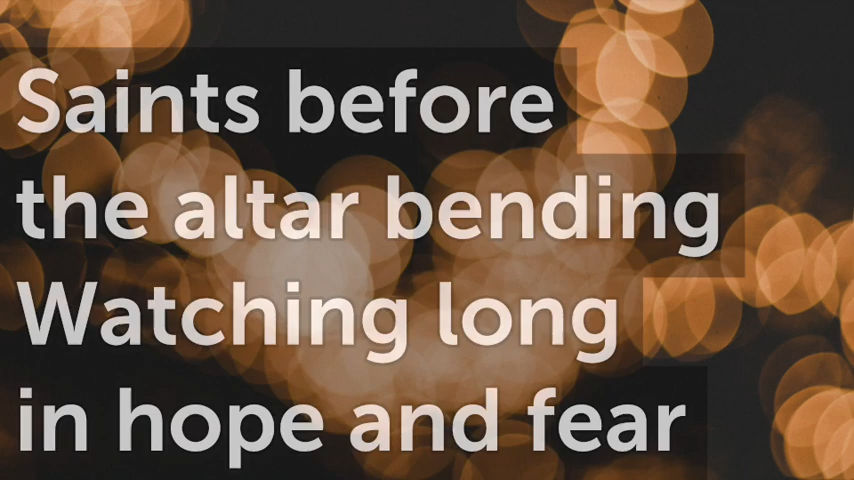 Saints before
the altar bending
Watching long
in hope and fear